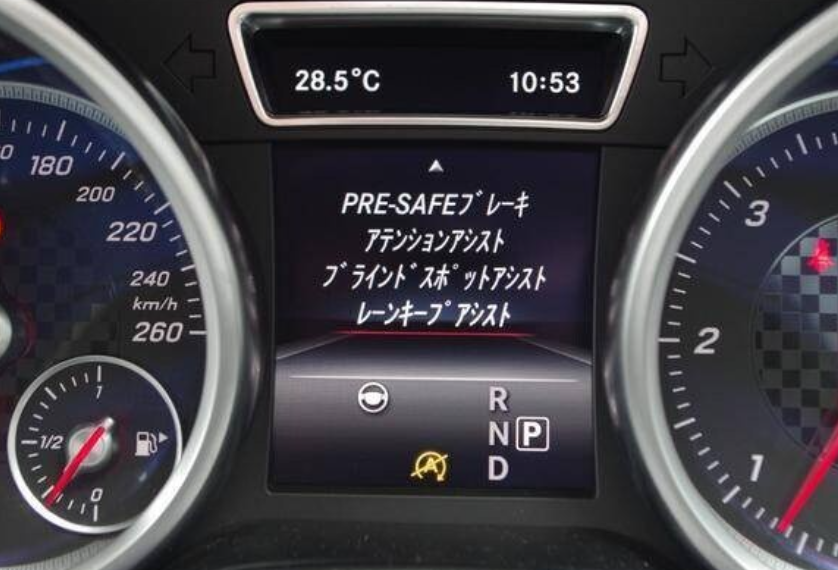 28.5°C 10:53
PRE-SAFEブレーキ
アテンションアシスト
ブラインドスポットアシスト
レーンキープアシスト
R
N P
D
A
180
200
220
240
km/h
260
1
1/2
0
3
2
1